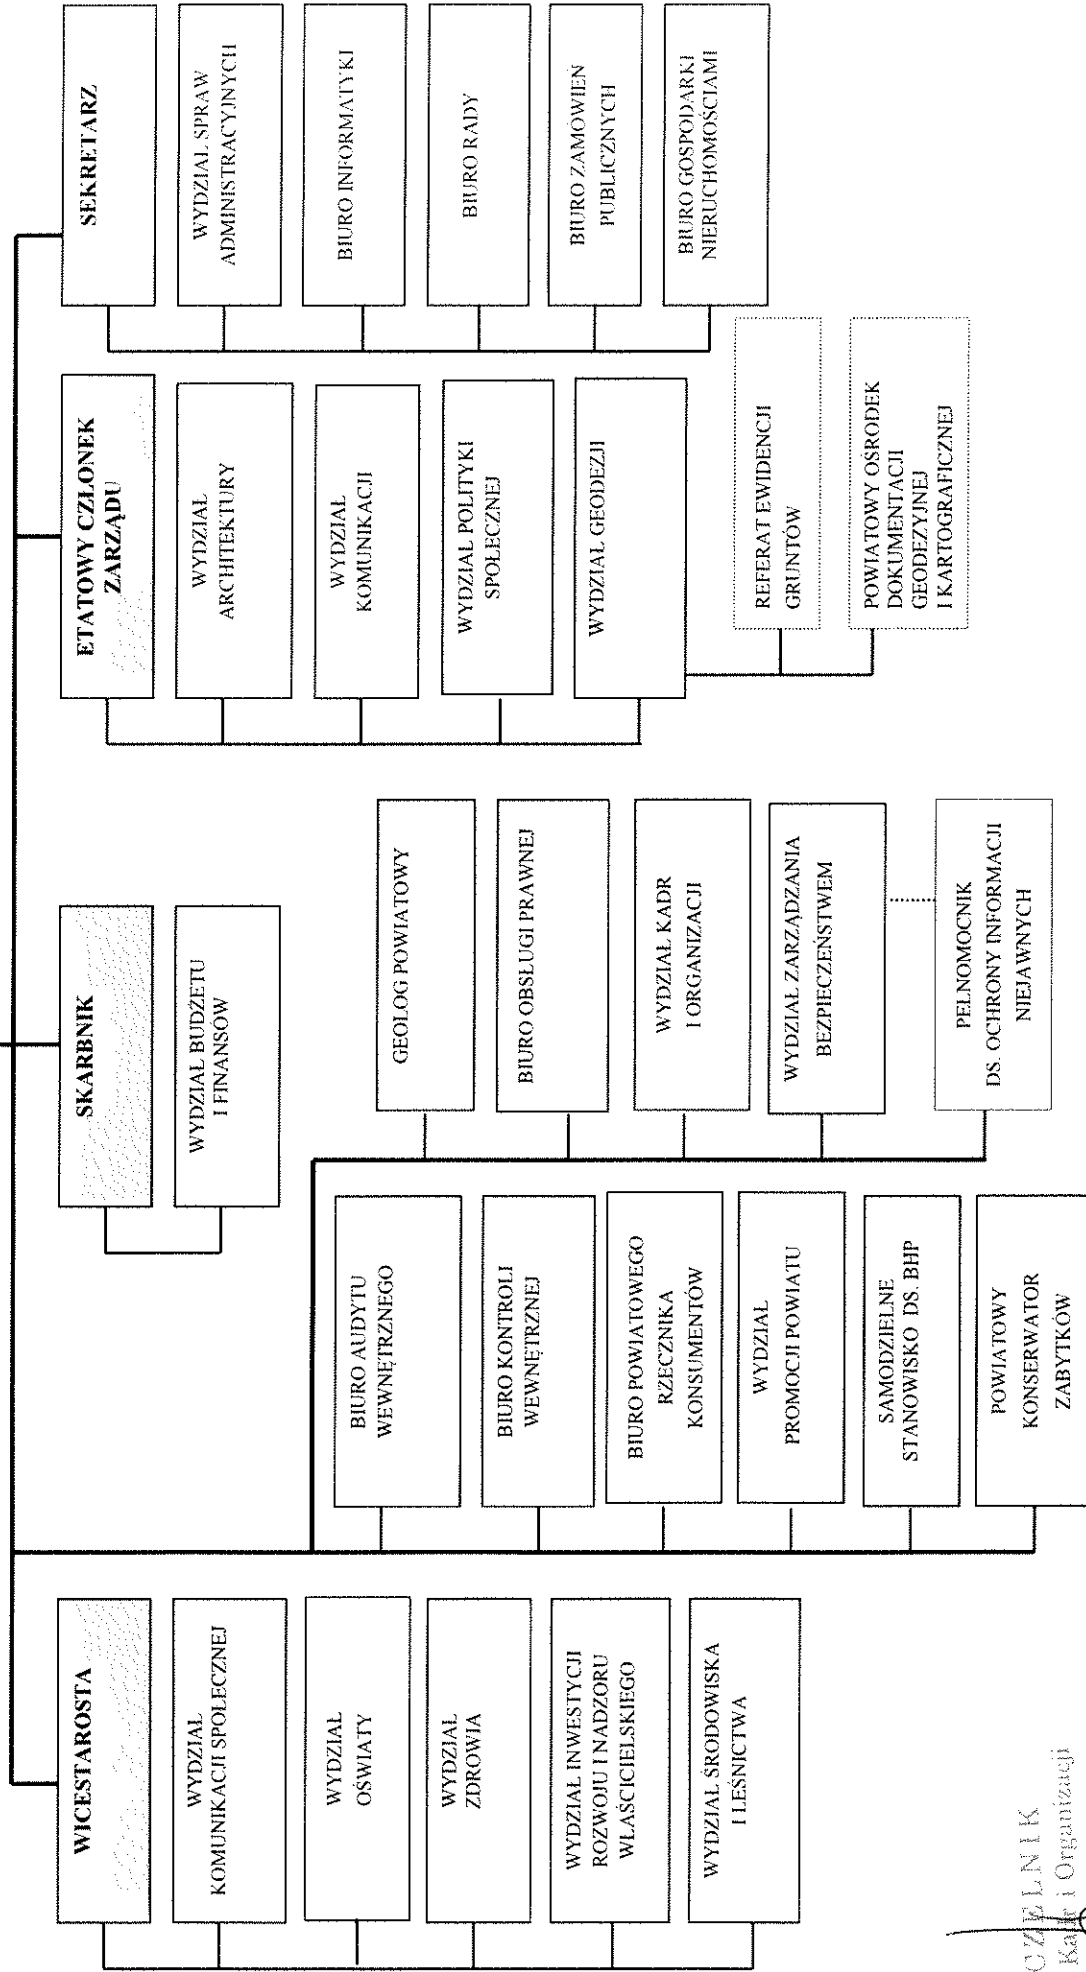 WICESTAROSTA
WYDZIAŁ
KOMUNIKACJI SPOŁECZNEJ
WYDZIAŁ
OŚWIATY
WYDZIAŁ
ZDROWIA
WYDZIAŁ INWESTYCJI
ROZWOJU I NADZORU
WŁAŚCICIELSKIEGO
WYDZIAŁ ŚRODOWISKA
I LEŚNICTWA
BIURO AUDYTU
WEWNĘTRZNEGO
BIURO KONTROLI
WEWNĘTRZNEJ
BIURO POWIATOWEGO
RZECZNIKA
KONSUMENTÓW
WYDZIAŁ
PROMOCJI POWIATU
SAMODZIELNE
STANOWISKO DS. BHP
POWIATOWY
KONSERWATOR
ZABYTKÓW
SKARBNIK
WYDZIAŁ BUDŻETU
I FINANSÓW
GEOLOG POWIATOWY
BIURO OBSŁUGI PRAWNEJ
WYDZIAŁ KADR
I ORGANIZACJI
WYDZIAŁ ZARZĄDZANIA
BEZPIECZEŃSTWEM
PEŁNOMOCNIK
DS. OCHRONY INFORMACJI
NIEJAWNYCH
ETATOWY CZŁONEK
ZARZĄDU
WYDZIAŁ
ARCHITEKTURY
WYDZIAŁ
KOMUNIKACJI
WYDZIAŁ POLITYKI
SPOŁECZNEJ
WYDZIAŁ GEODEZJI
REFERAT EWIDENCJI
GRUNTÓW
POWIATOWY OŚRODEK
DOKUMENTACJI
GEODEZYJNEJ
I KARTOGRAFICZNEJ
SEKRETARZ
WYDZIAŁ SPRAW
ADMINISTRACYJNYCH
BIURO INFORMATYKI
BIURO RADY
BIURO ZAMÓWIEŃ
PUBLICZNYCH
BIURO GOSPODARKI
NIERUCHOMOŚCIAMI
CZELNIK
Kadr i Organizacji